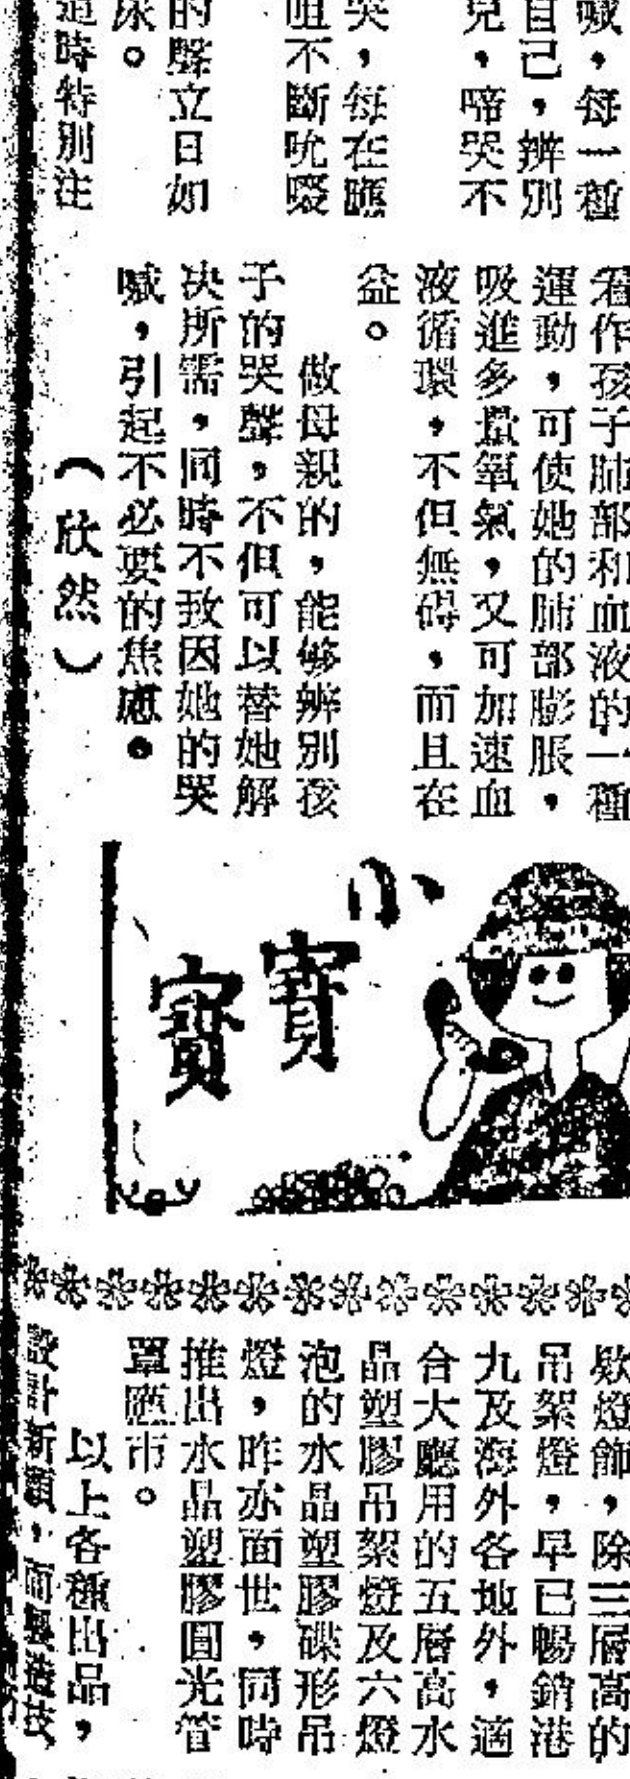 喊，每一種
自己，辨別
兒，啼哭不
哭，每在
咀不斷吮啜
的聲立日如
床。
這時特別注
看作孩子肺部和血液的一種
運動，可使她的肺部膨脹，
吸進多量氧氣，又可加速血
液循環，不但無碍，而且在
益。
做母親的，能够辨別孩
子的哭聲，不但可以替她解
决所需，同時不致因她的哭
喊，引起不必要的焦慮。
（欣然）
小
寶
寶
欵燈飾，除三層高的
吊絮燈，早已暢銷港
九及海外各地外，適
合大廳用的五層高水
晶塑膠吊絮燈及六燈
泡的水晶塑膠碟形吊
燈，昨亦面世，同時
推出水晶塑膠圓光管
罩應市。
以上各種出品，
設計新穎，而製造技